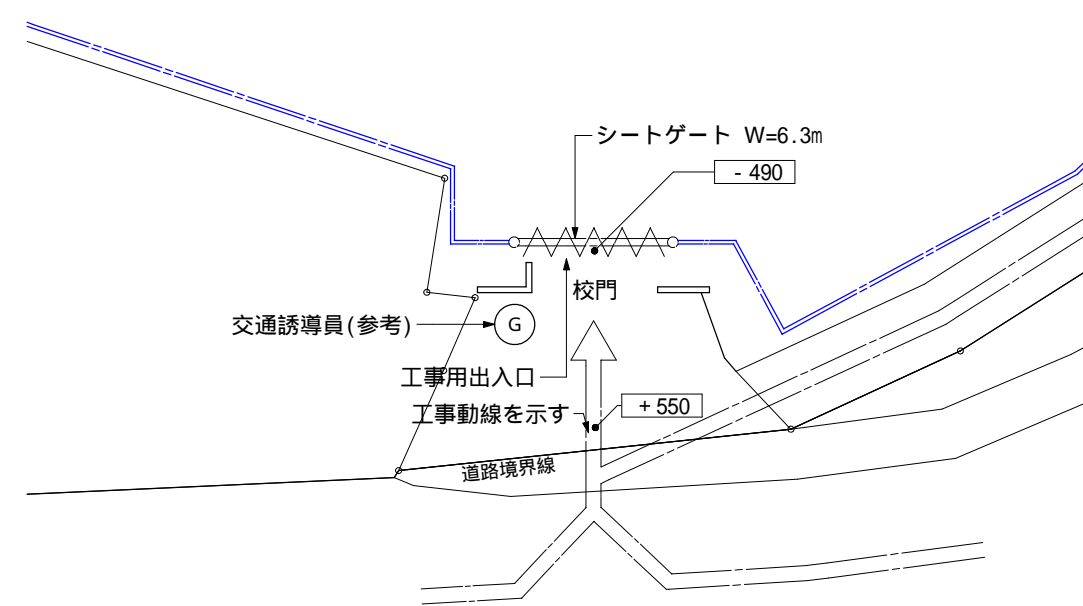 シートゲート W=6.3m
- 490
校門
交通誘導員(参考)
G
工事用出入口
+550
工事動線を示す
道路境界線